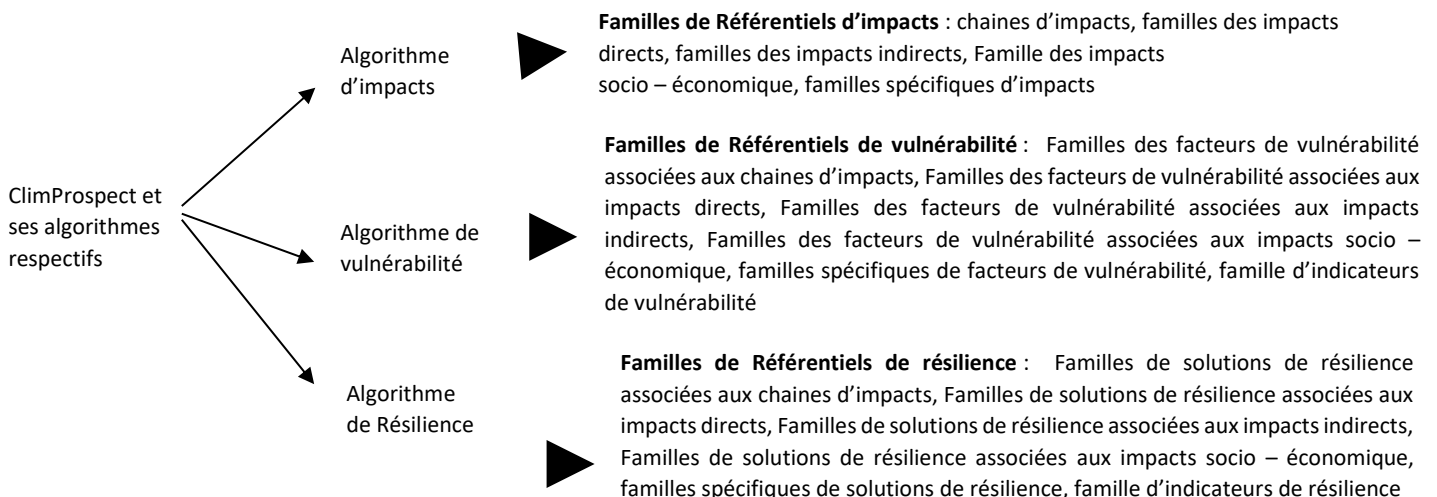 ClimProspect et
ses algorithmes
respectifs
Algorithme
d’impacts
Familles de Référentiels d’impacts : chaines d’impacts, familles des impacts
directs, familles des impacts indirects, Famille des impacts
socio – économique, familles spécifiques d’impacts
Algorithme de
vulnérabilité
Familles de Référentiels de vulnérabilité : Familles des facteurs de vulnérabilité
associées aux chaines d’impacts, Familles des facteurs de vulnérabilité associées aux
impacts directs, Familles des facteurs de vulnérabilité associées aux impacts
indirects, Familles des facteurs de vulnérabilité associées aux impacts socio –
économique, familles spécifiques de facteurs de vulnérabilité, famille d’indicateurs
de vulnérabilité
Algorithme
de Résilience
Familles de Référentiels de résilience : Familles de solutions de résilience
associées aux chaines d’impacts, Familles de solutions de résilience associées aux
impacts directs, Familles de solutions de résilience associées aux impacts indirects,
Familles de solutions de résilience associées aux impacts socio – économique,
familles spécifiques de solutions de résilience, famille d’indicateurs de résilience